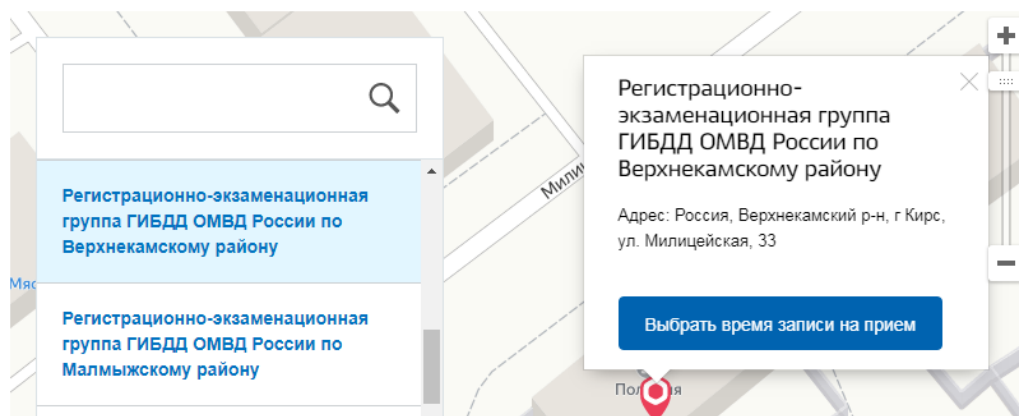 Регистрационно-экзаменационная
группа ГИБДД ОМВД России по
Верхнекамскому району
Регистрационно-экзаменационная
группа ГИБДД ОМВД России по
Малмыжскому району
Регистрационно-
экзаменационная группа
ГИБДД ОМВД России по
Верхнекамскому району
Адрес: Россия, Верхнекамский р-н, г Кирс,
ул. Милицейская, 33
Выбрать время записи на прием